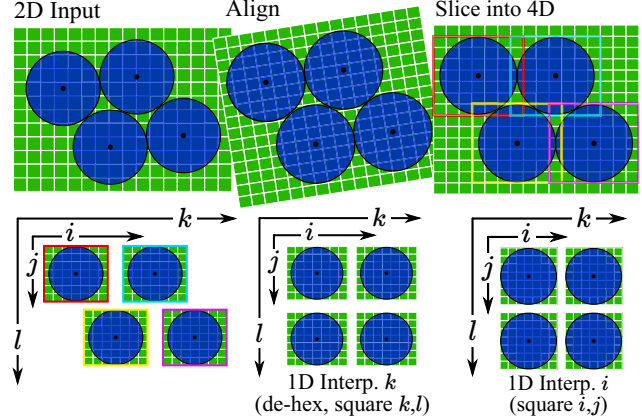 2D Input
Align
Slice into 4D
k
i
j
l
k
i
j
l
k
i
j
l
1D Interp. k
(de-hex, square k,l)
1D Interp. i
(square i,j)